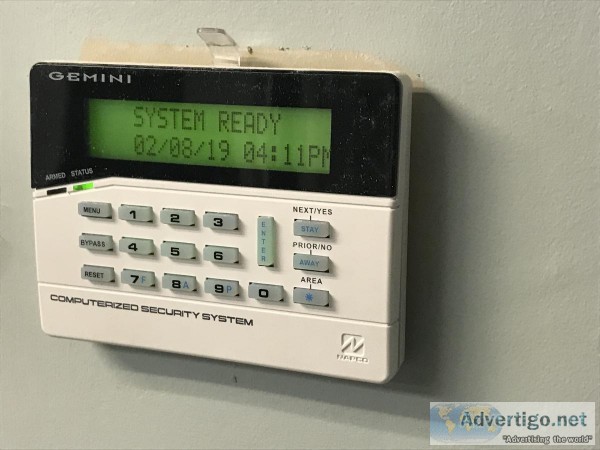 GEMINI
SYSTEM READY
02/08/19 04:11PM
ARMED STATUS
NEXT/YES
MENU 1 2 3 ENTER STAY
PRIOR/NO
BYPASS 4 5 6 AWAY
AREA
RESET 7F 8A 9P 0 *
COMPUTERIZED SECURITY SYSTEM
NAPCO
Advertigo.net
"Advertising the world"